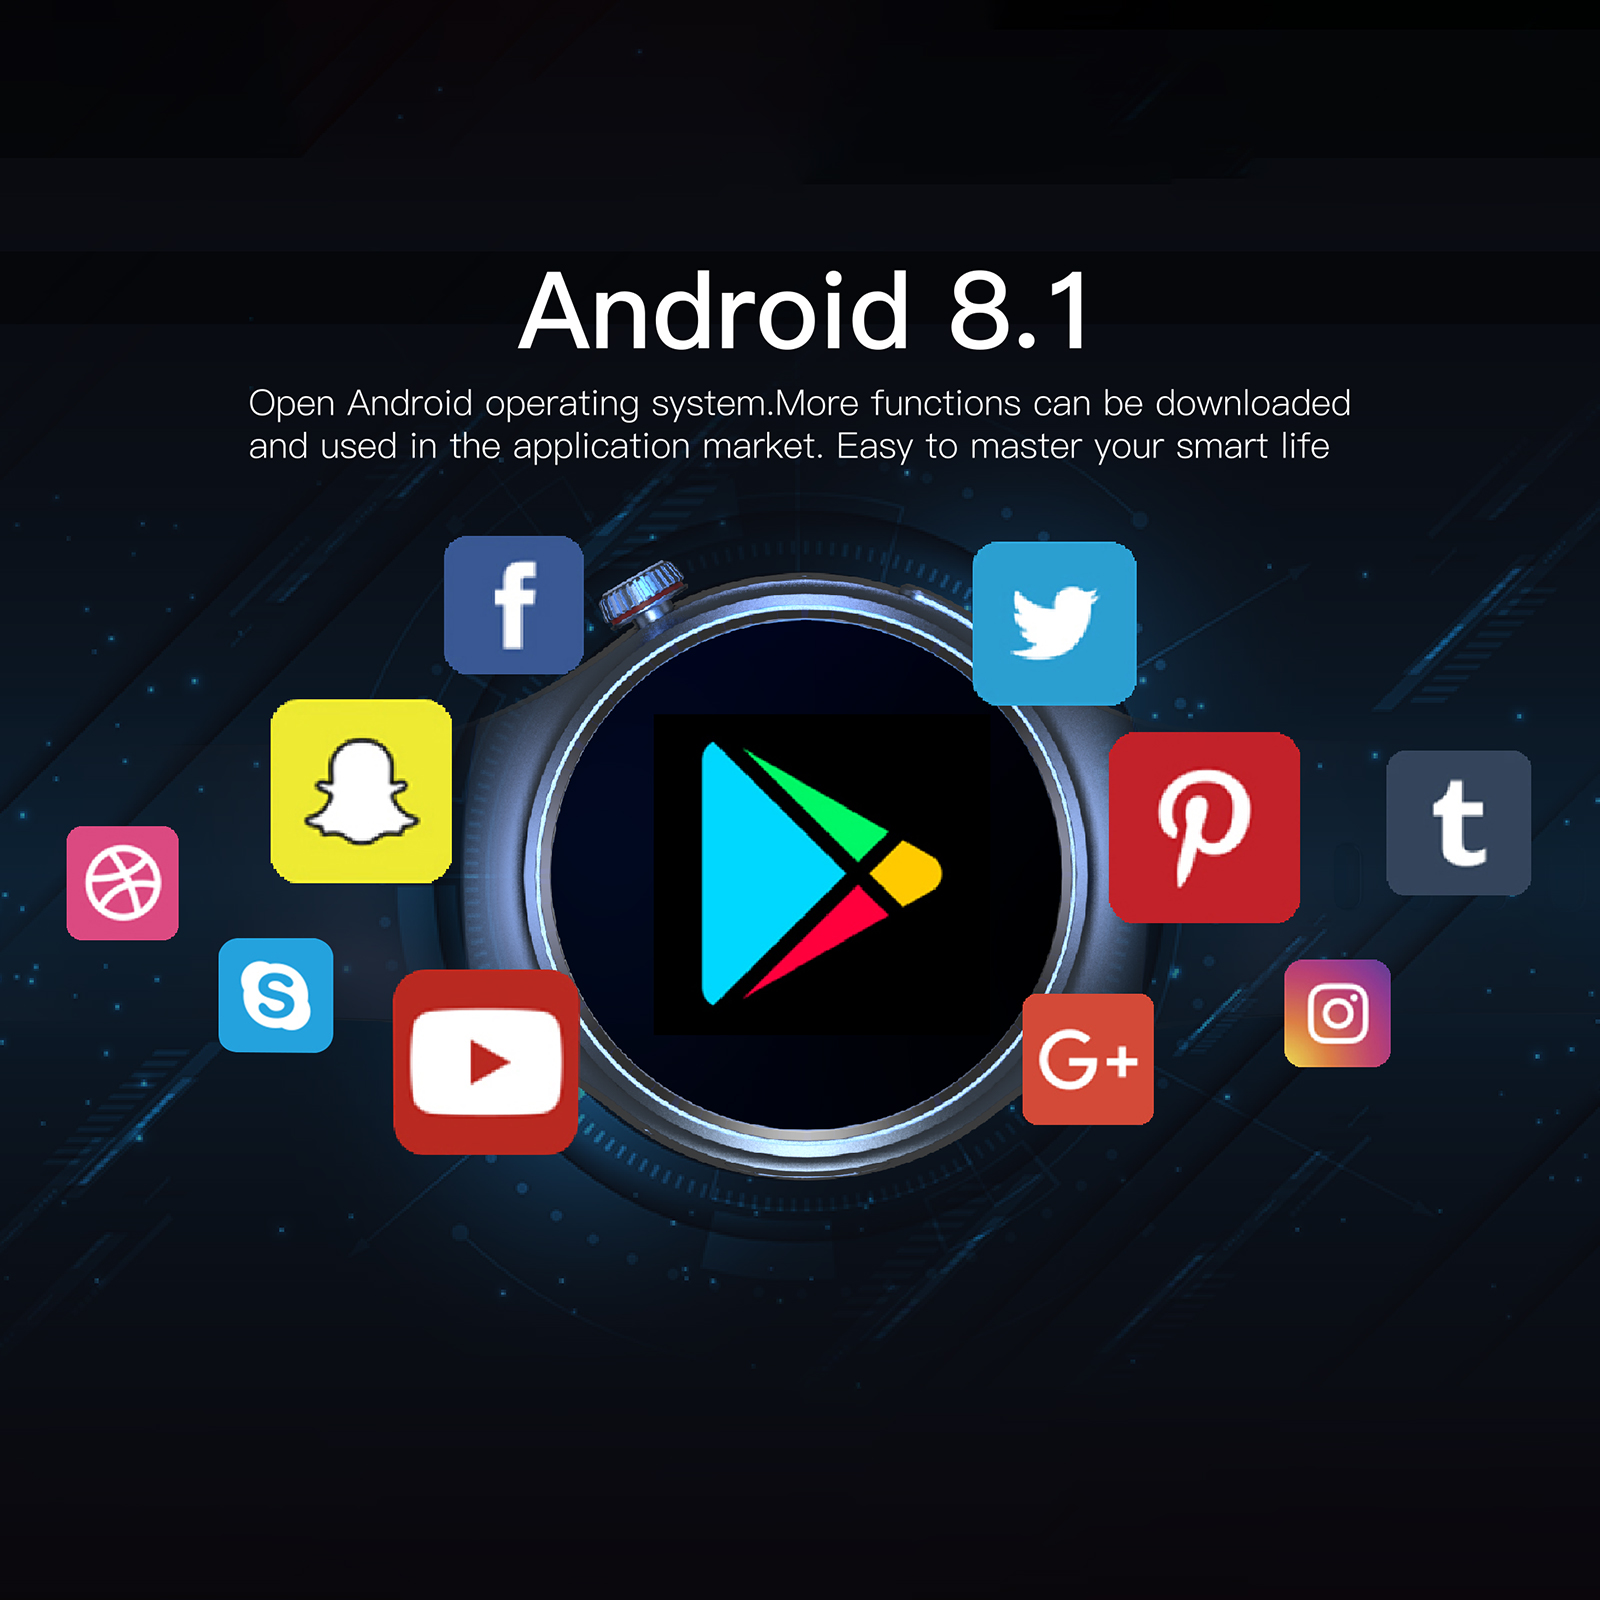 Android 8.1
Open Android operating system.More functions can be downloaded
and used in the application market. Easy to master your smart life
f
t
S
G+